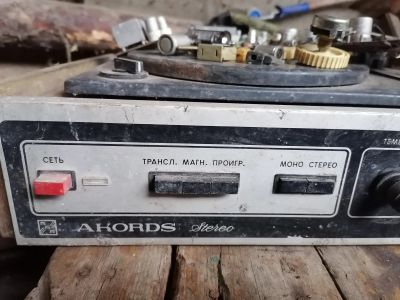 СЕТЬ ТРАНСЛ. МАГН. ПРОИГР. МОНО СТЕРЕО
AKORDS Stereo